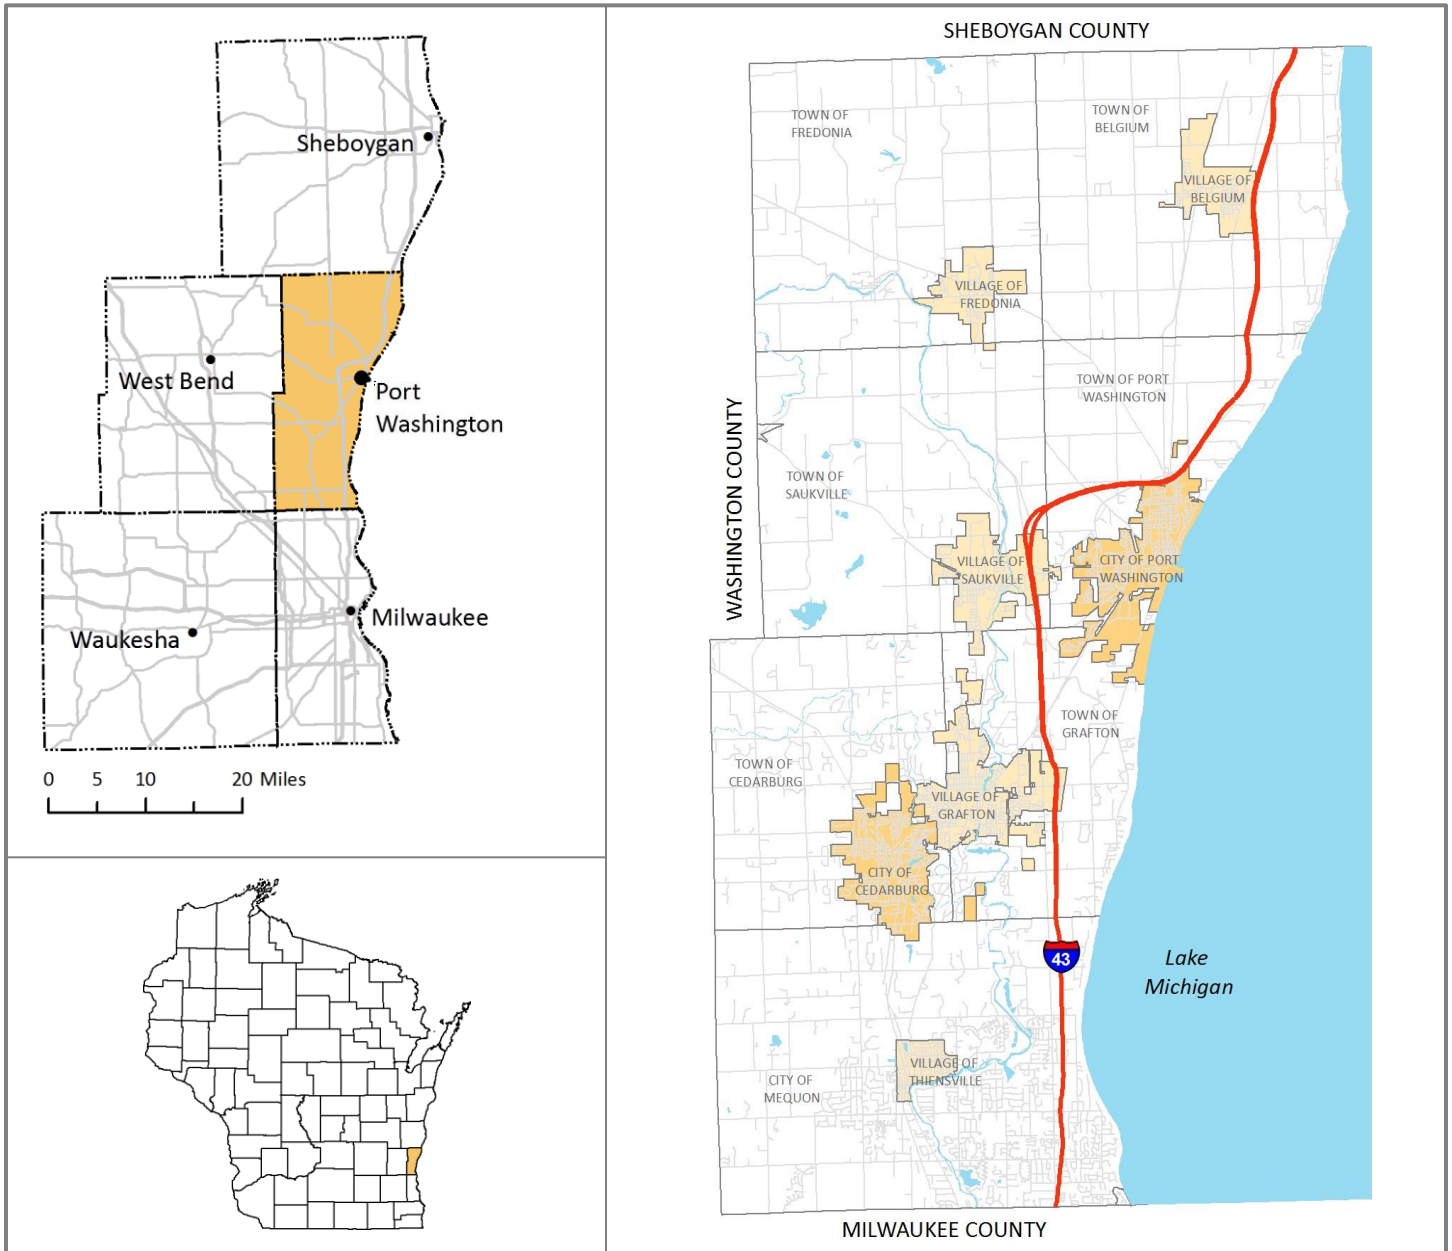 Sheboygan
West Bend
Port
Washington
Milwaukee
Waukesha
0 5 10 20 Miles
SHEBOYGAN COUNTY
TOWN OF
FREDONIA
TOWN OF
BELGIUM
VILLAGE OF
BELGIUM
VILLAGE OF
FREDONIA
TOWN OF PORT
WASHINGTON
WASHINGTON COUNTY
TOWN OF
SAUKVILLE
VILLAGE OF
SAUKVILLE
CITY OF PORT
WASHINGTON
TOWN OF
GRAFTON
TOWN OF
CEDARBURG
VILLAGE OF
GRAFTON
CITY OF
CEDARBURG
43
Lake
Michigan
VILLAGE OF
THIENSVILLE
CITY OF
MEQUON
MILWAUKEE COUNTY